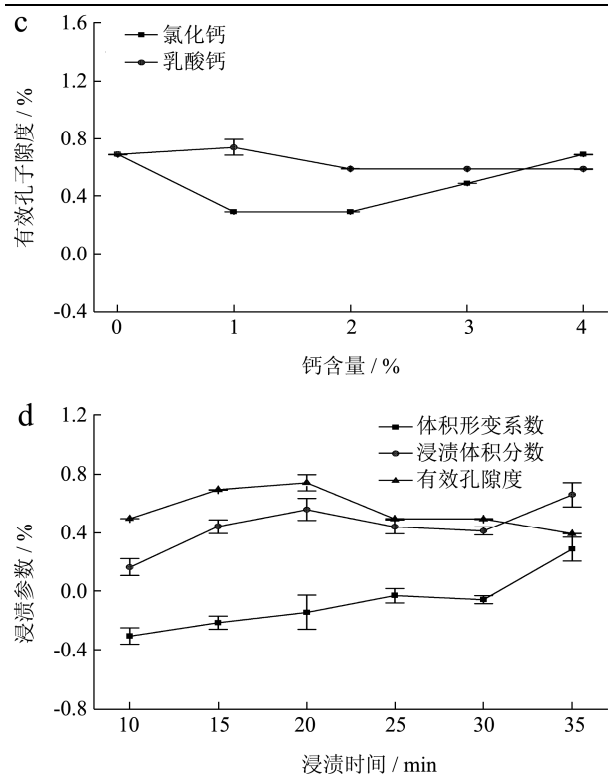 c
1.6
氯化钙
乳酸钙
1.2
0.8
0.4
0.0
-0.4
有效孔子隙度 / %
0 1 2 3 4
钙含量 / %
d
1.2
体积形变系数
浸渍体积分数
有效孔隙度
0.8
0.4
0.0
-0.4
-0.8
浸渍参数 / %
10 15 20 25 30 35
浸渍时间 / min